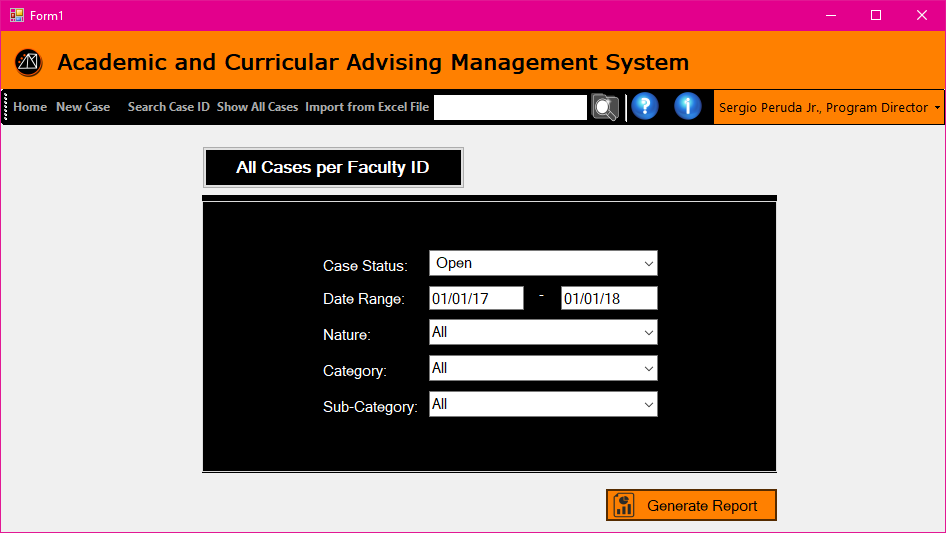 Form1
Academic and Curricular Advising Management System
Home New Case Search Case ID Show All Cases Import from Excel File Sergio Peruda Jr., Program Director
All Cases per Faculty ID
Case Status: Open
Date Range: 01/01/17 - 01/01/18
Nature: All
Category: All
Sub-Category: All
Generate Report